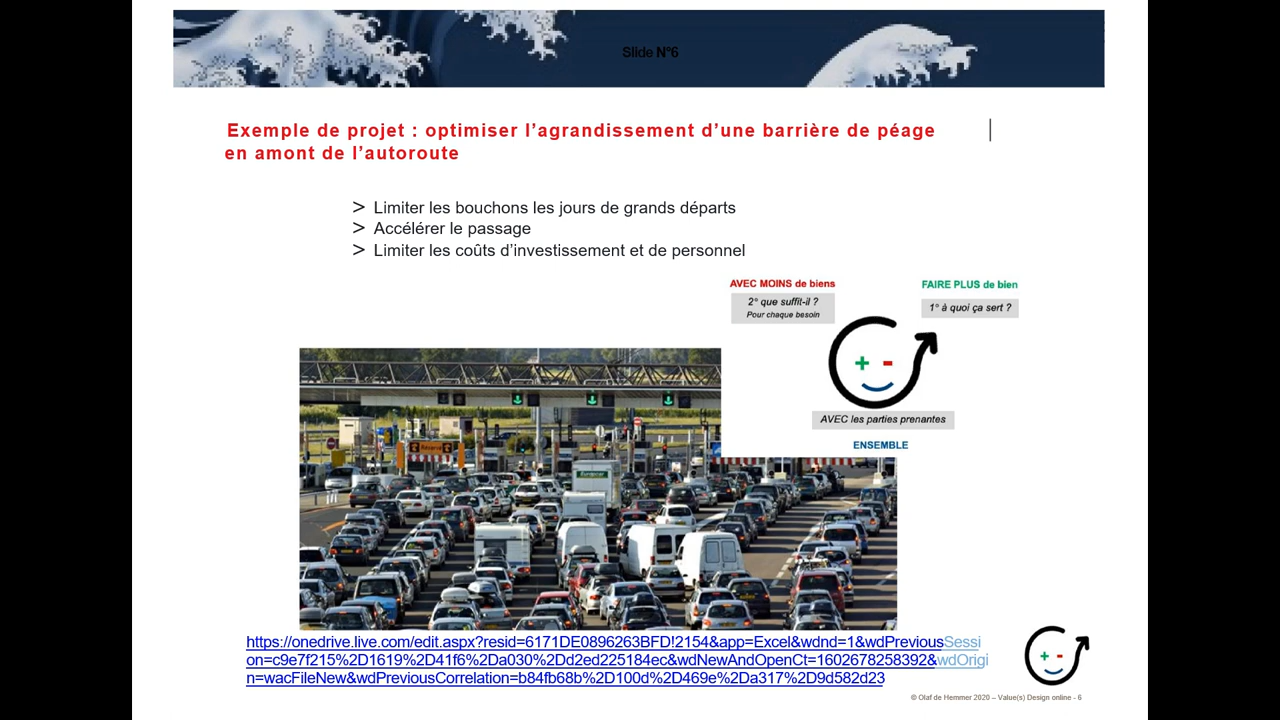 Slide N°6
Exemple de projet : optimiser l’agrandissement d’une barrière de péage
en amont de l’autoroute
> Limiter les bouchons les jours de grands départs
> Accélérer le passage
> Limiter les coûts d’investissement et de personnel
AVEC MOINS de biens
2° que suffit-il ?
Pour chaque besoin
FAIRE PLUS de bien
1° à quoi ça sert ?
+ -
AVEC les parties prenantes
ENSEMBLE
https://onedrive.live.com/edit.aspx?resid=6171DE0896263BFD!2154&app=Excel&wdnd=1&wdPreviousSessi
on=c9e7f215%2D1619%2D41f6%2Da030%2Dd2ed225184ec&wdNewAndOpenCt=1602678258392&wdOrigi
n=wacFileNew&wdPreviousCorrelation=b84fb68b%2D100d%2D469e%2Da317%2D9d582d23
+ -
© Olaf de Hemmer 2020 – Value(s) Design online - 6